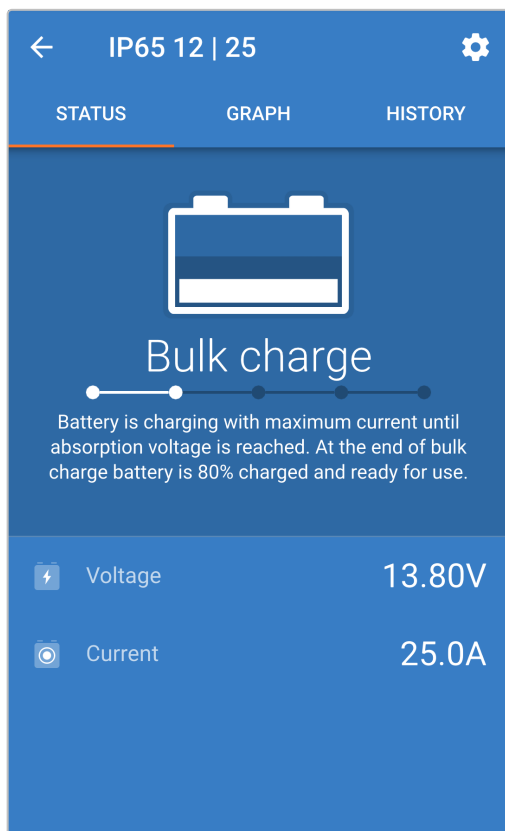 IP65 12 | 25
STATUS GRAPH HISTORY
Bulk charge
Battery is charging with maximum current until
absorption voltage is reached. At the end of bulk
charge battery is 80% charged and ready for use.
Voltage 13.80V
Current 25.0A